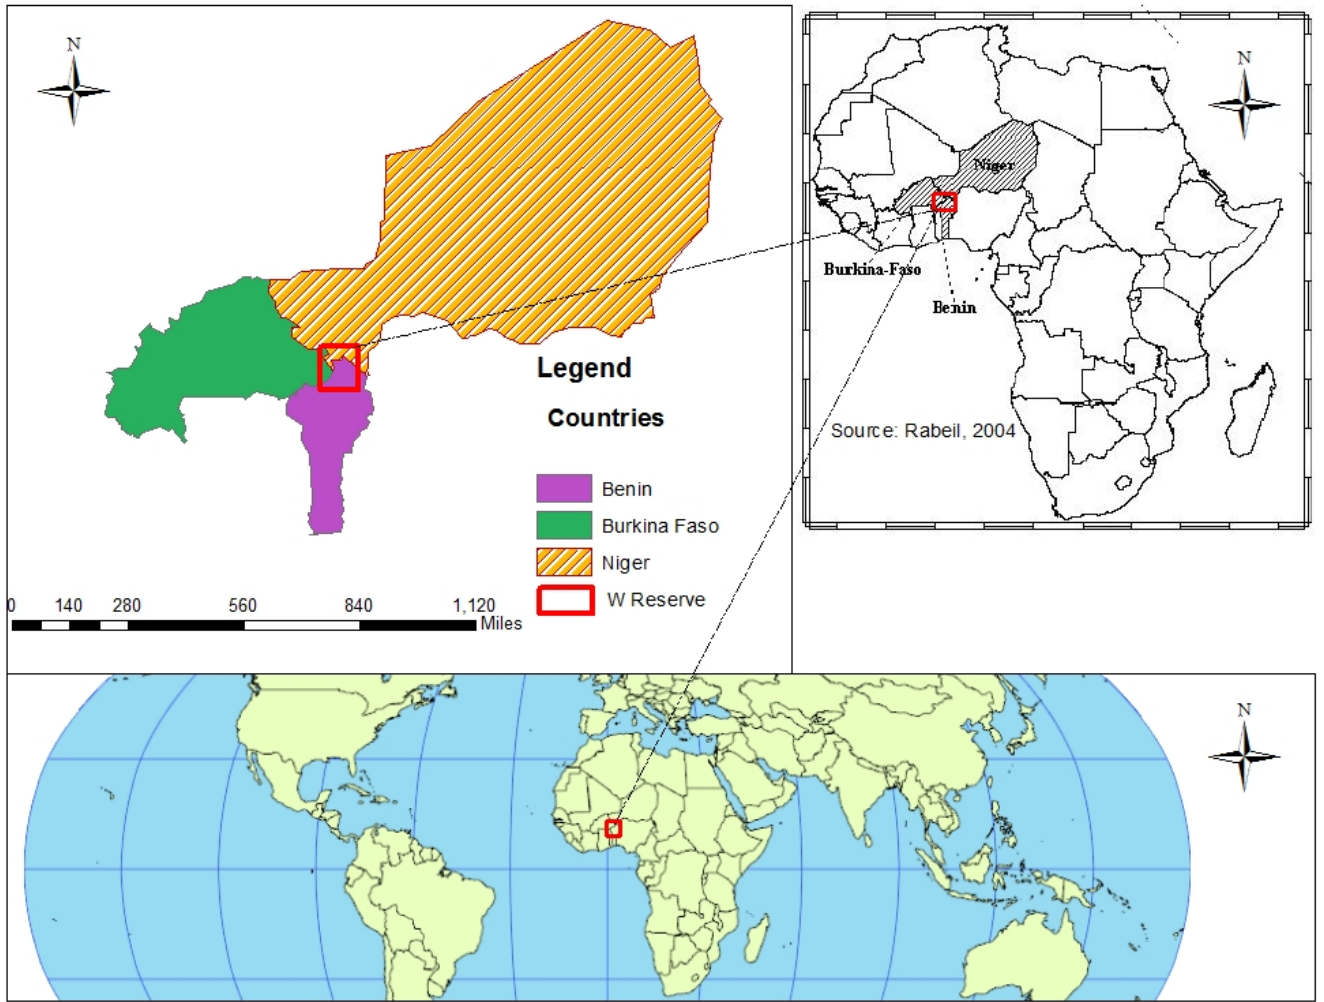 N
Legend
Countries
Benin
Burkina Faso
Niger
W Reserve
0 140 280 560 840 1,120
Miles
N
Niger
Burkina-Faso
Benin
Source: Rabeil, 2004
N